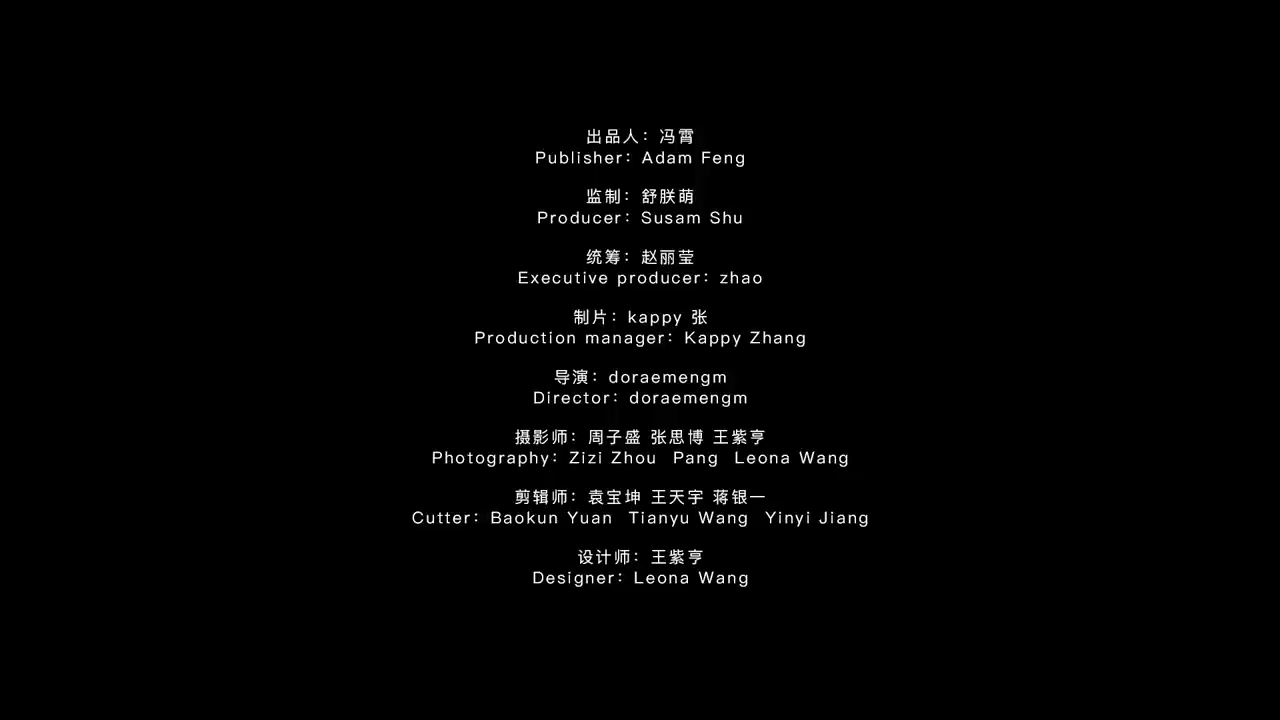 出品人：冯霄
Publisher：Adam Feng
监制：舒朕萌
Producer：Susam Shu
统筹：赵丽莹
Executive producer：zhao
制片：kappy 张
Production manager：Kappy Zhang
导演：doraemengm
Director：doraemengm
摄影师：周子盛 张思博 王紫亨
Photography：Zizi Zhou Pang Leona Wang
剪辑师：袁宝坤 王天宇 蒋银一
Cutter：Baokun Yuan Tianyu Wang Yinyi Jiang
设计师：王紫亨
Designer：Leona Wang